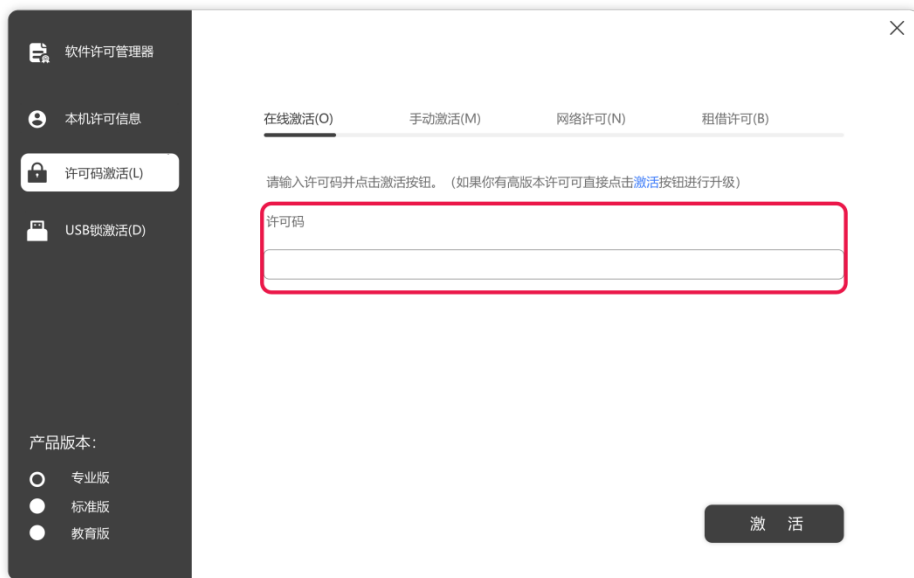 软件许可管理器
本机许可信息
许可码激活(L)
USB锁激活(D)
产品版本：
专业版
标准版
教育版
在线激活(O) 手动激活(M) 网络许可(N) 租借许可(B)
请输入许可码并点击激活按钮。（如果你有高版本许可可直接点击激活按钮进行升级）
许可码
激 活